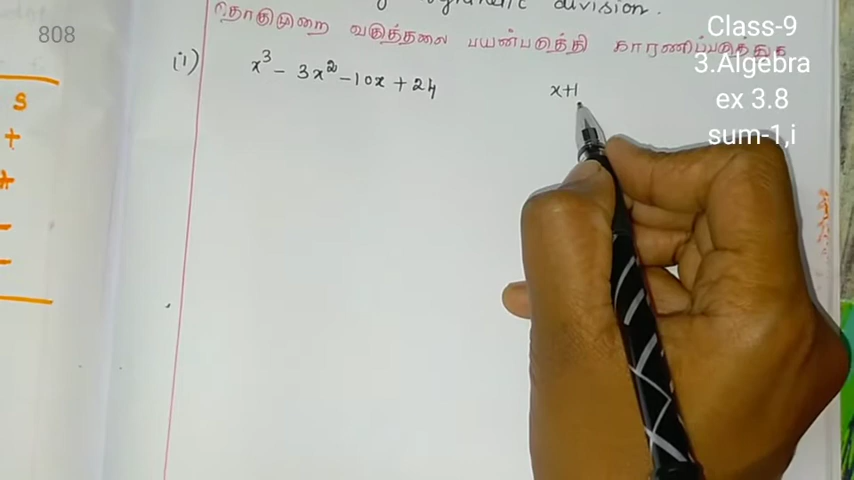 division.
தொகுமுறை வகுத்தலை பயன்படுத்தி காரணிப்படுத்துக
(i) x³ - 3x² - 10x + 24
x+1
808
Class-9
3.Algebra
ex 3.8
sum-1,i
S
+
+
-
-